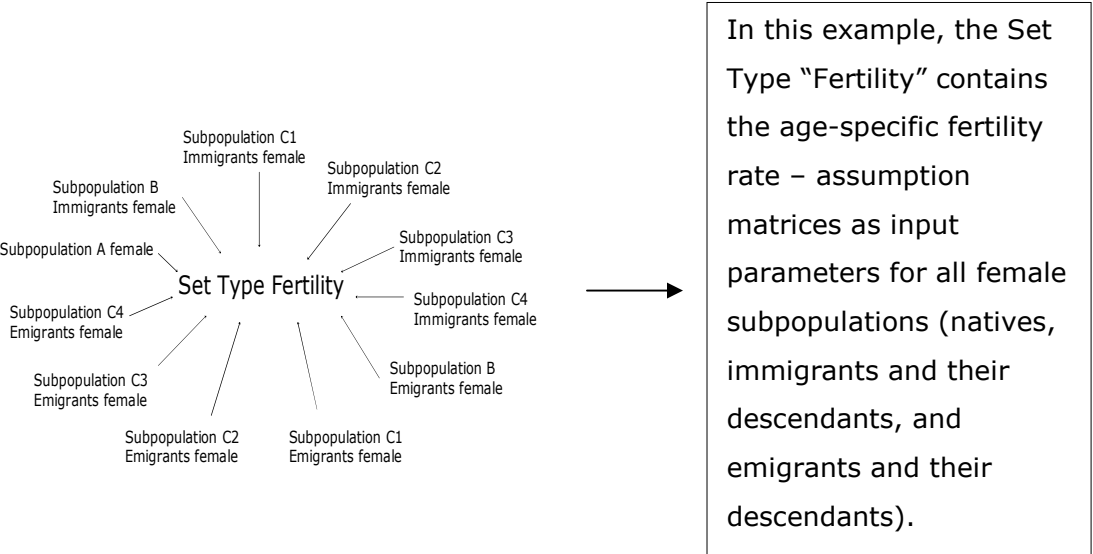 Subpopulation C1
Immigrants female
Subpopulation C2
Immigrants female
Subpopulation B
Immigrants female
Subpopulation C3
Immigrants female
Subpopulation A female
Set Type Fertility
Subpopulation C4
Immigrants female
Subpopulation C4
Emigrants female
Subpopulation B
Emigrants female
Subpopulation C3
Emigrants female
Subpopulation C2
Emigrants female
Subpopulation C1
Emigrants female
In this example, the Set
Type “Fertility” contains
the age-specific fertility
rate – assumption
matrices as input
parameters for all female
subpopulations (natives,
immigrants and their
descendants, and
emigrants and their
descendants).